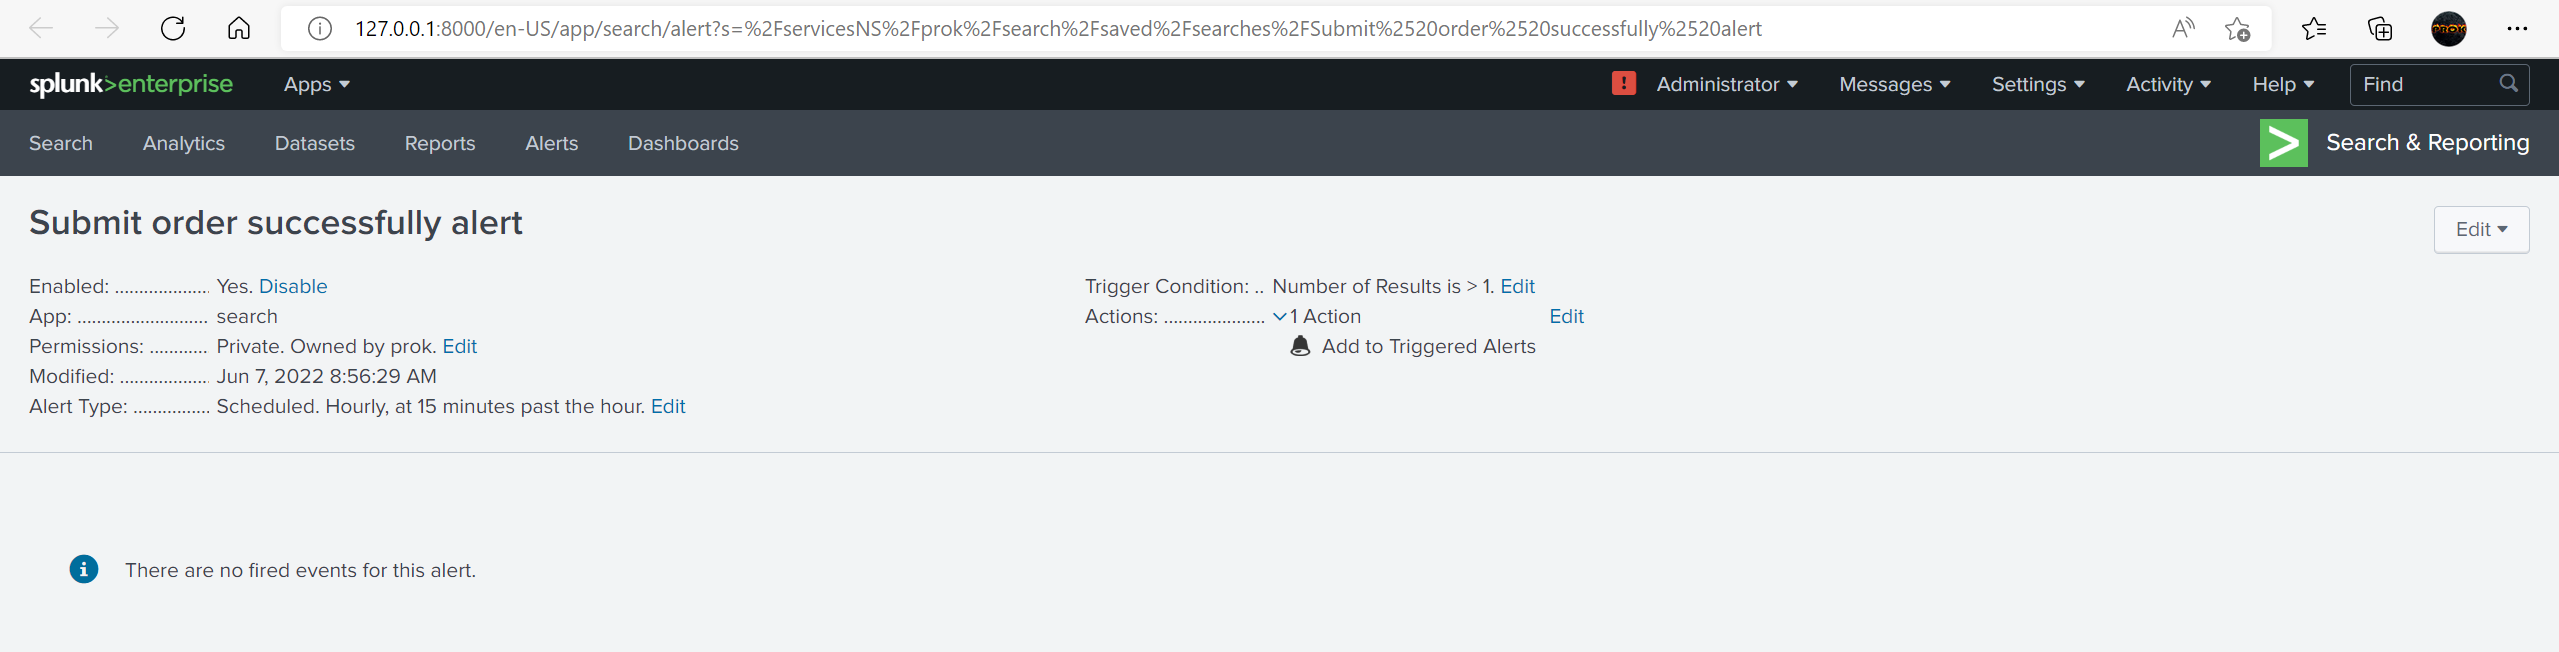 127.0.0.1:8000/en-US/app/search/alert?s=%2FservicesNS%2Fprok%2Fsearch%2Fsaved%2Fsearches%2FSubmit%2520order%2520successfully%2520alert
splunk>enterprise Apps Administrator Messages Settings Activity Help Find
Search Analytics Datasets Reports Alerts Dashboards Search & Reporting
Submit order successfully alert
Edit
Enabled: ................... Yes. Disable
App: ........................... search
Permissions: ............ Private. Owned by prok. Edit
Modified: ................... Jun 7, 2022 8:56:29 AM
Alert Type: ................ Scheduled. Hourly, at 15 minutes past the hour. Edit
Trigger Condition: .. Number of Results is > 1. Edit
Actions: ..................... 1 Action Edit
Add to Triggered Alerts
There are no fired events for this alert.